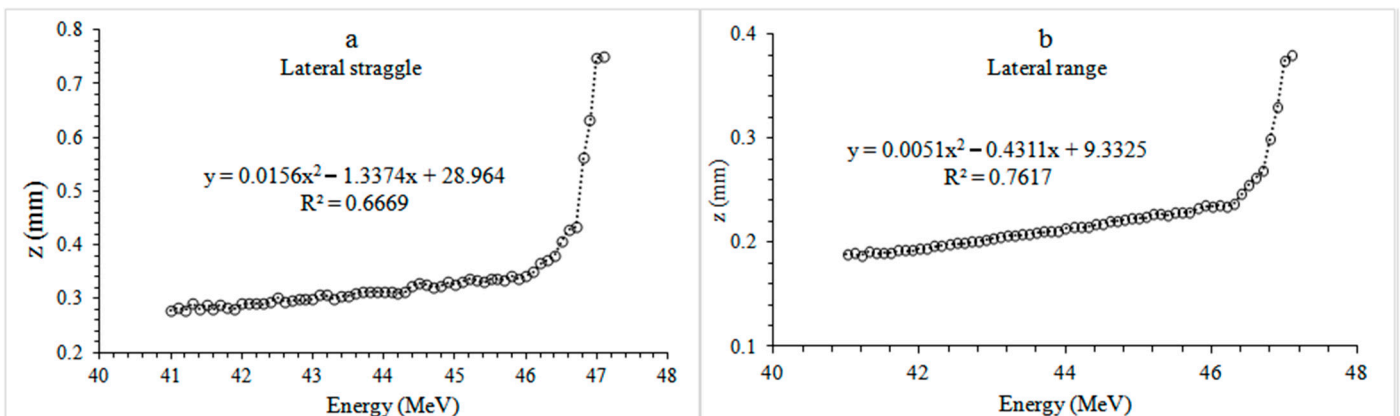 a
Lateral straggle
y = 0.0156x² – 1.3374x + 28.964
R² = 0.6669
z (mm)
0.8
0.7
0.6
0.5
0.4
0.3
0.2
40 41 42 43 44 45 46 47 48
Energy (MeV)
b
Lateral range
y = 0.0051x² – 0.4311x + 9.3325
R² = 0.7617
z (mm)
0.4
0.3
0.2
0.1
40 42 44 46 48
Energy (MeV)